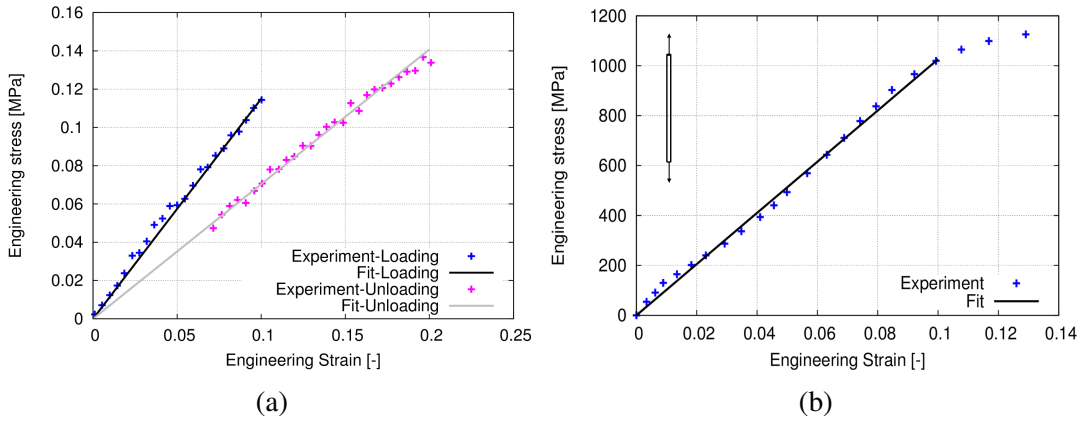 Engineering stress [MPa]
0.16
0.14
0.12
0.1
0.08
0.06
0.04
0.02
0
0 0.05 0.1 0.15 0.2 0.25
Engineering Strain [-]
Experiment-Loading
Fit-Loading
Experiment-Unloading
Fit-Unloading
(a)
Engineering stress [MPa]
1200
1000
800
600
400
200
0
0 0.02 0.04 0.06 0.08 0.1 0.12 0.14
Engineering Strain [-]
Experiment
Fit
(b)